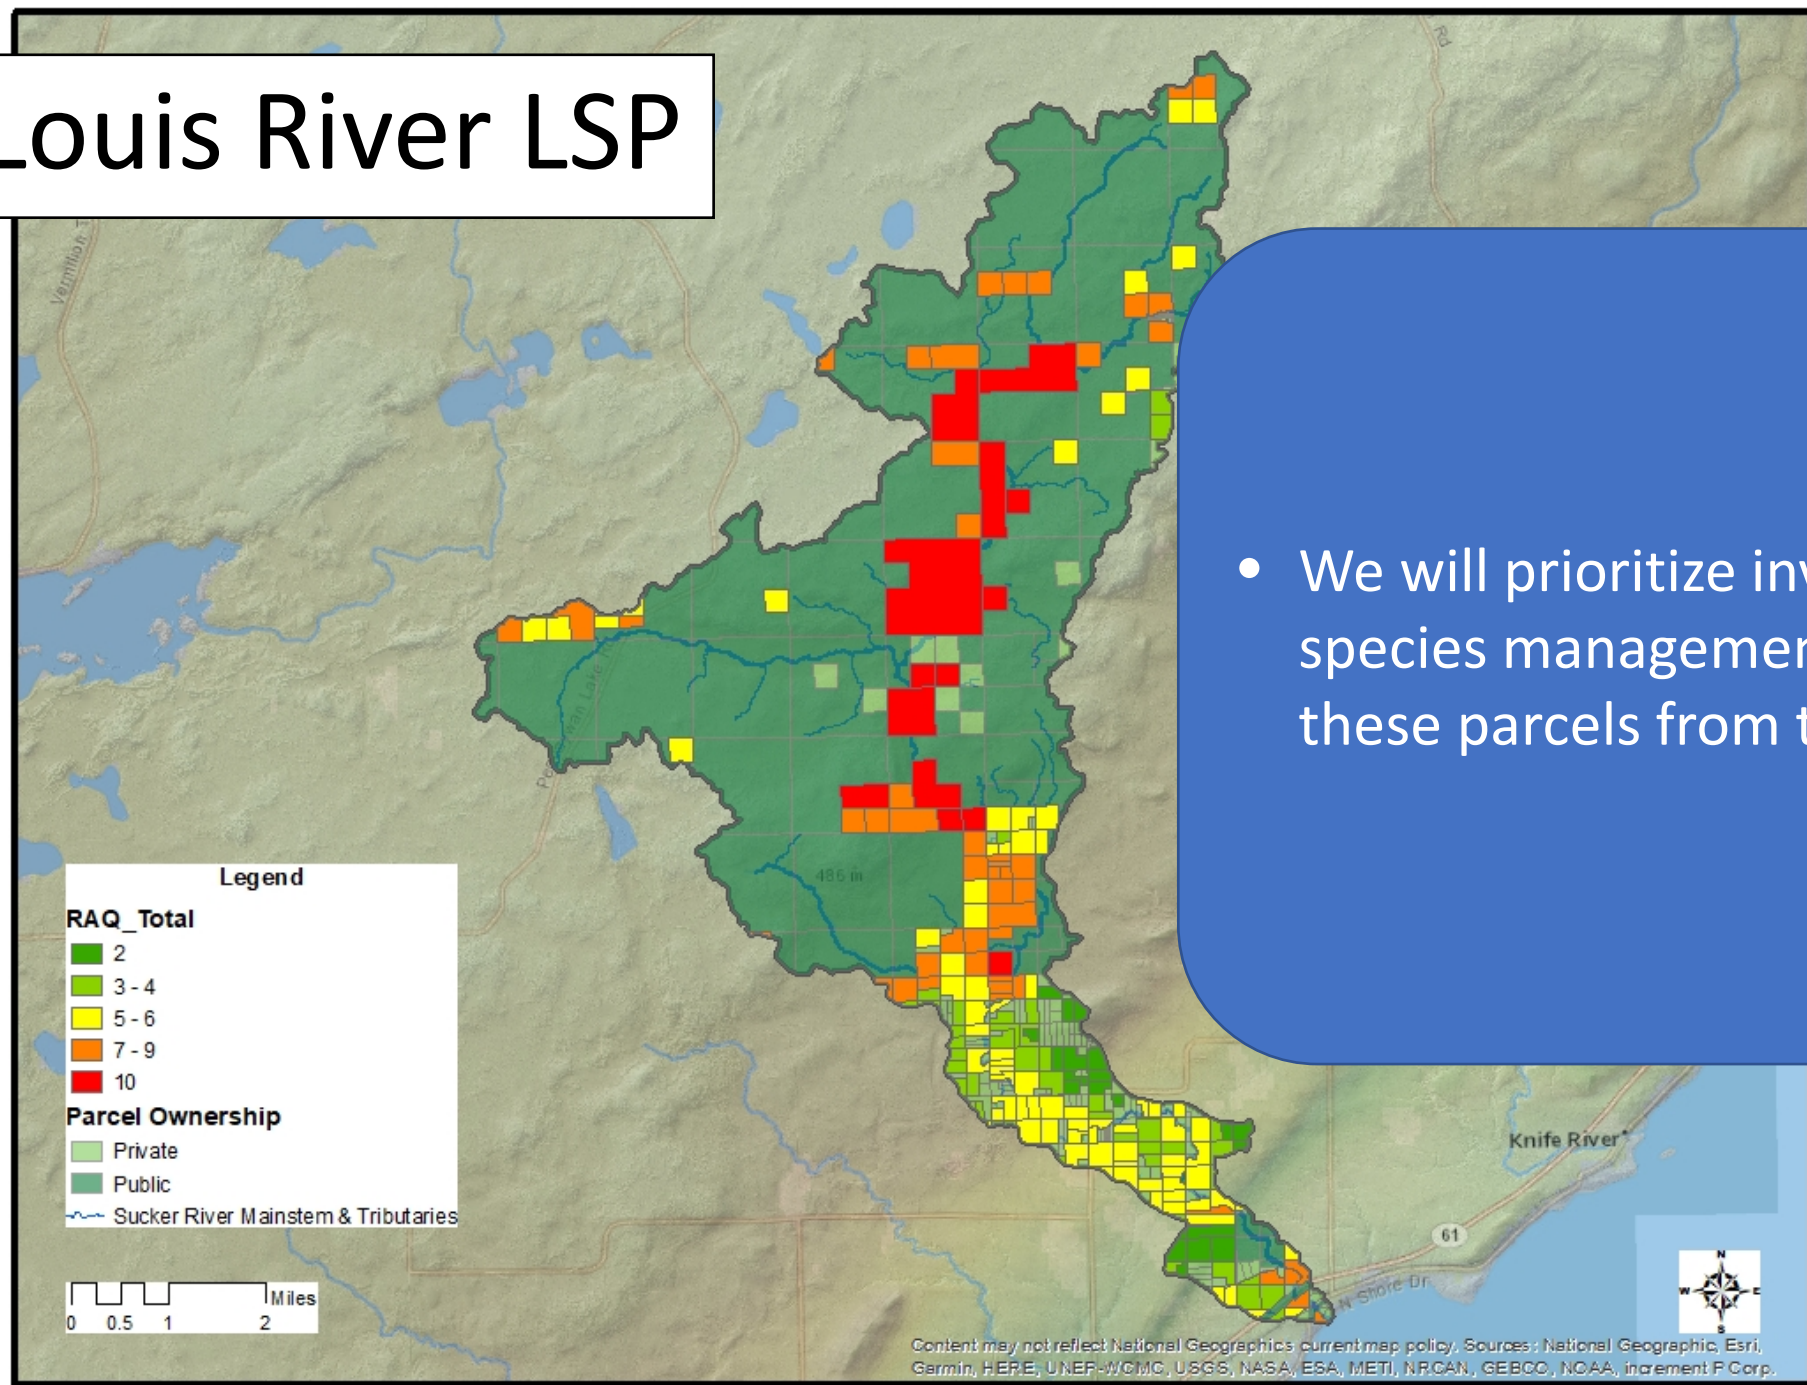 Louis River LSP
Rd
Vermilion T
• We will prioritize inv
species managemen
these parcels from t
486 m
Legend
RAQ_Total
2
3 - 4
5 - 6
7 - 9
10
Parcel Ownership
Private
Public
Sucker River Mainstem & Tributaries
Miles
0 0.5 1 2
Knife River
61
N Shore Dr
N
W E
S
Content may not reflect National Geographic's current map policy. Sources: National Geographic, Esri,
Garmin, HERE, UNEP-WCMC, USGS, NASA, ESA, METI, NRCAN, GEBCO, NOAA, increment P Corp.